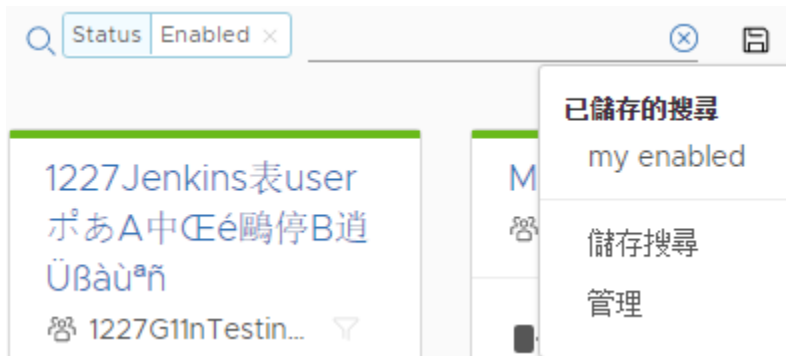 Status Enabled ×
已儲存的搜尋
my enabled
儲存搜尋
管理
1227Jenkins表user
ポあA中Œé鷗停B逍
Üßàùªñ
1227G11nTestin...
M